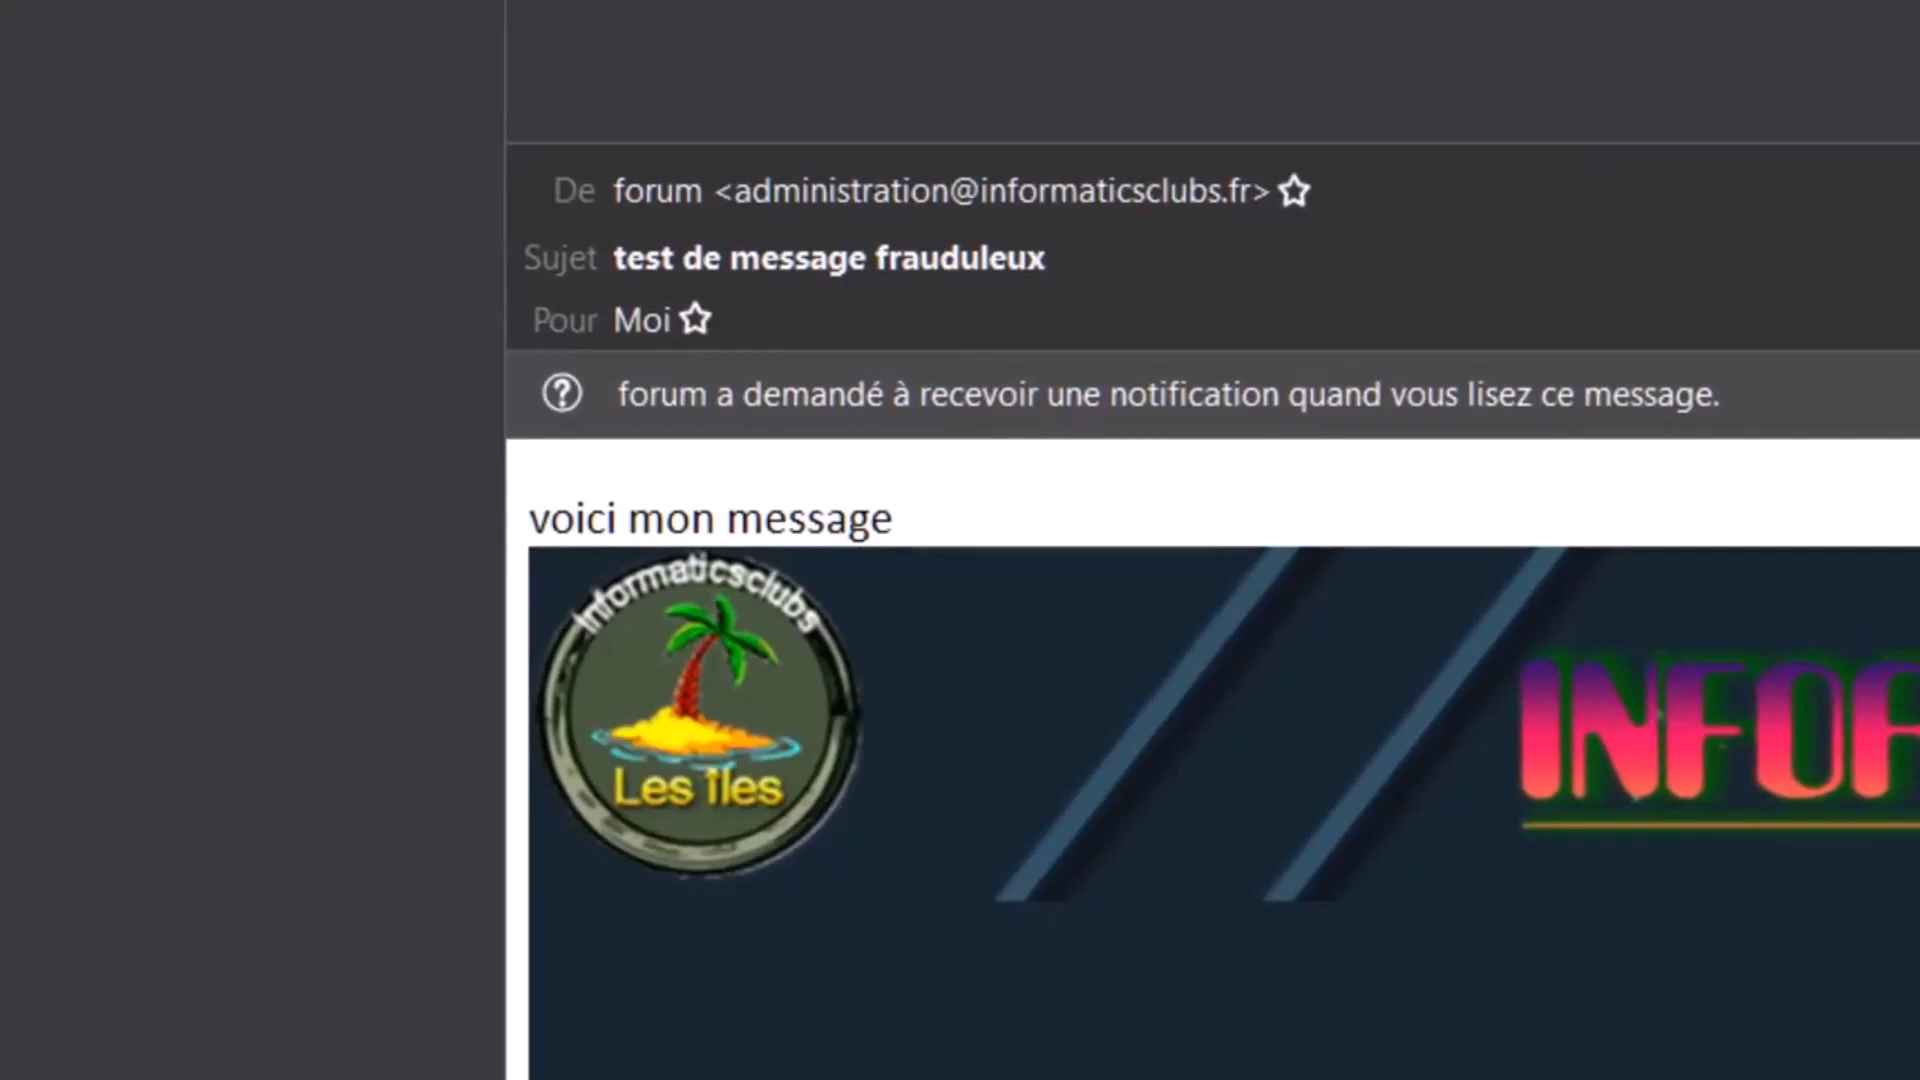 De forum <administration@informaticsclubs.fr>
Sujet test de message frauduleux
Pour Moi
forum a demandé à recevoir une notification quand vous lisez ce message.
voici mon message
Informaticsclubs
Les îles
INFOR